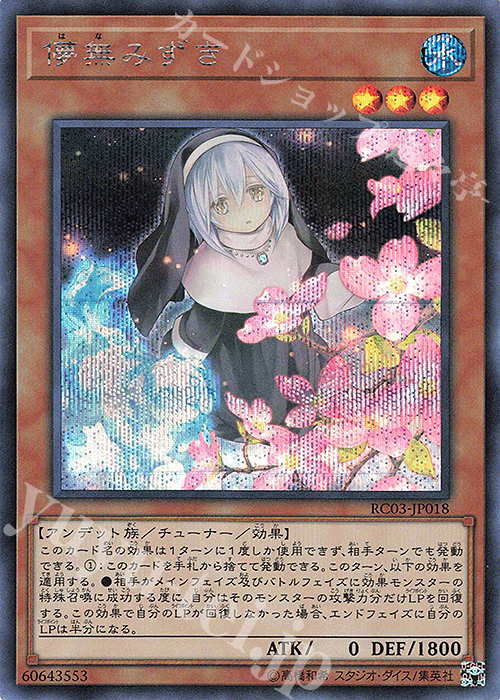 儚無みずき
水
RC03-JP018
【アンデット族／チューナー／効果】
このカード名の効果は１ターンに１度しか使用できず、相手ターンでも発動
できる。①：このカードを手札から捨てて発動できる。このターン、以下の効果を
適用する。●相手がメインフェイズ及びバトルフェイズに効果モンスターの
特殊召喚に成功する度に、自分はそのモンスターの攻撃力分だけLPを回復
する。この効果で自分のLPが回復しなかった場合、エンドフェイズに自分の
LPは半分になる。
ATK/ 0 DEF/1800
60643553
©高橋和希 スタジオ・ダイス/集英社